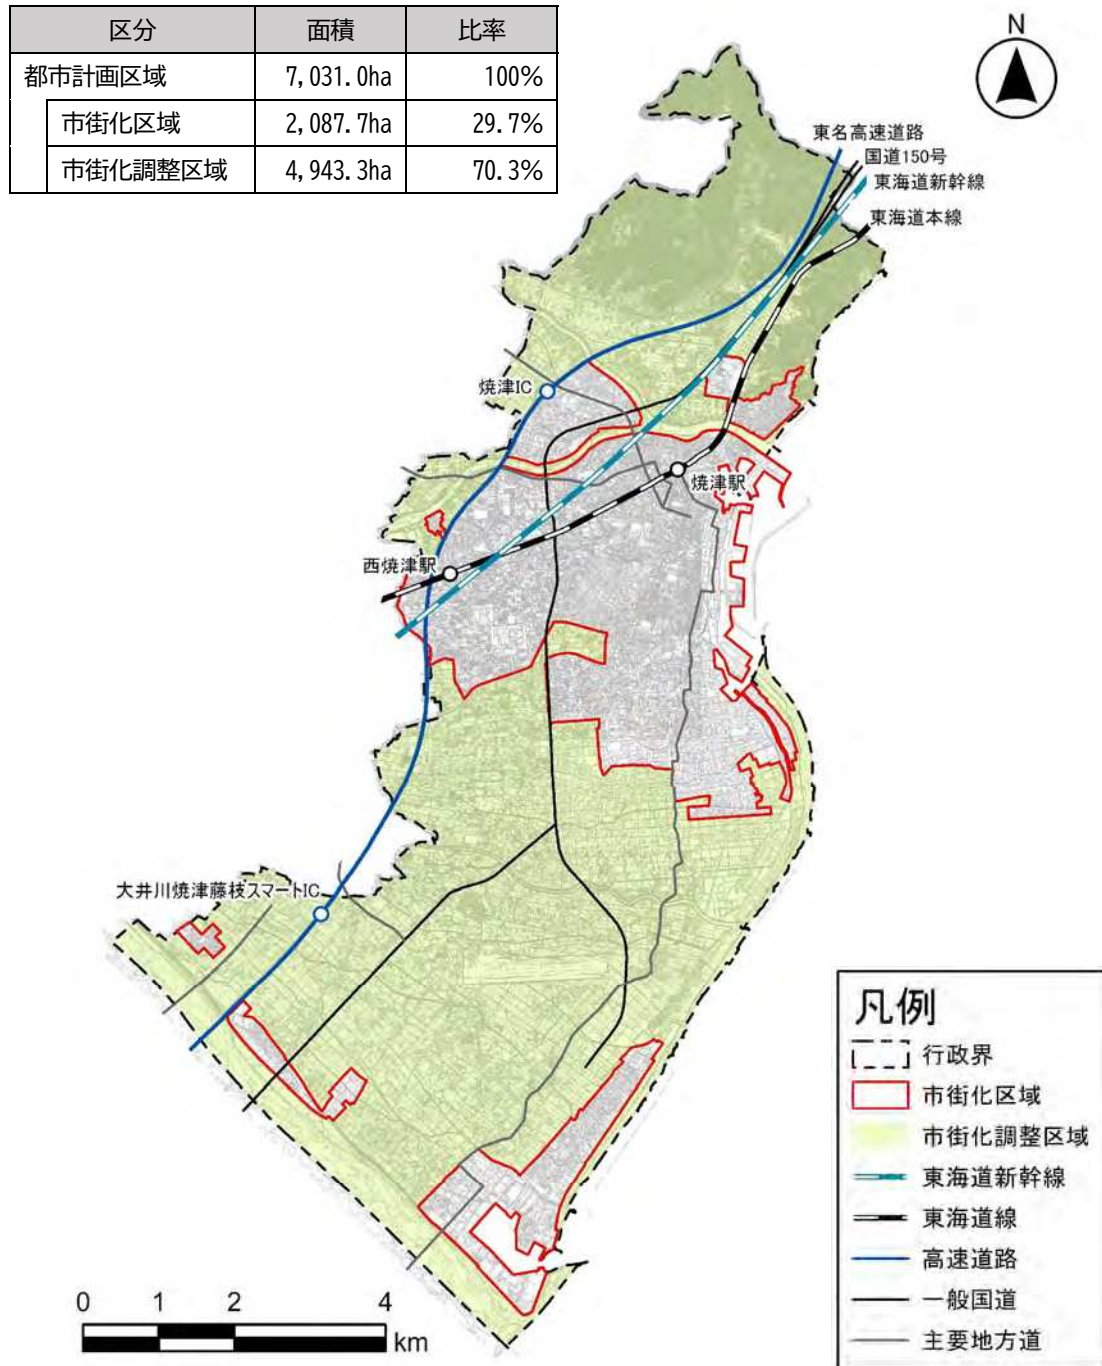 区分 面積 比率
都市計画区域 7,031.0ha 100%
市街化区域 2,087.7ha 29.7%
市街化調整区域 4,943.3ha 70.3%
N
東名高速道路
国道150号
東海道新幹線
東海道本線
焼津IC
焼津駅
西焼津駅
大井川焼津藤枝スマートIC
凡例
行政界
市街化区域
市街化調整区域
東海道新幹線
東海道線
高速道路
一般国道
主要地方道
0 1 2 4
km